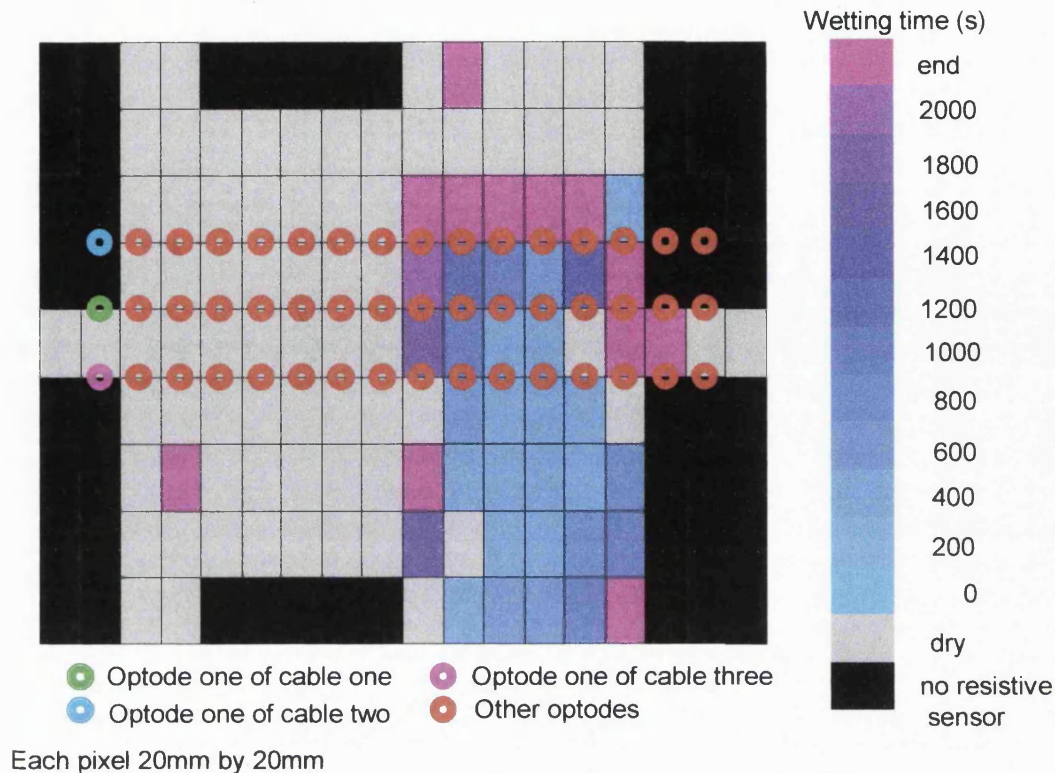 Wetting time (s)
end
2000
1800
1600
1400
1200
1000
800
600
400
200
0
dry
no resistive
sensor
Optode one of cable one
Optode one of cable three
Optode one of cable two
Other optodes
Each pixel 20mm by 20mm